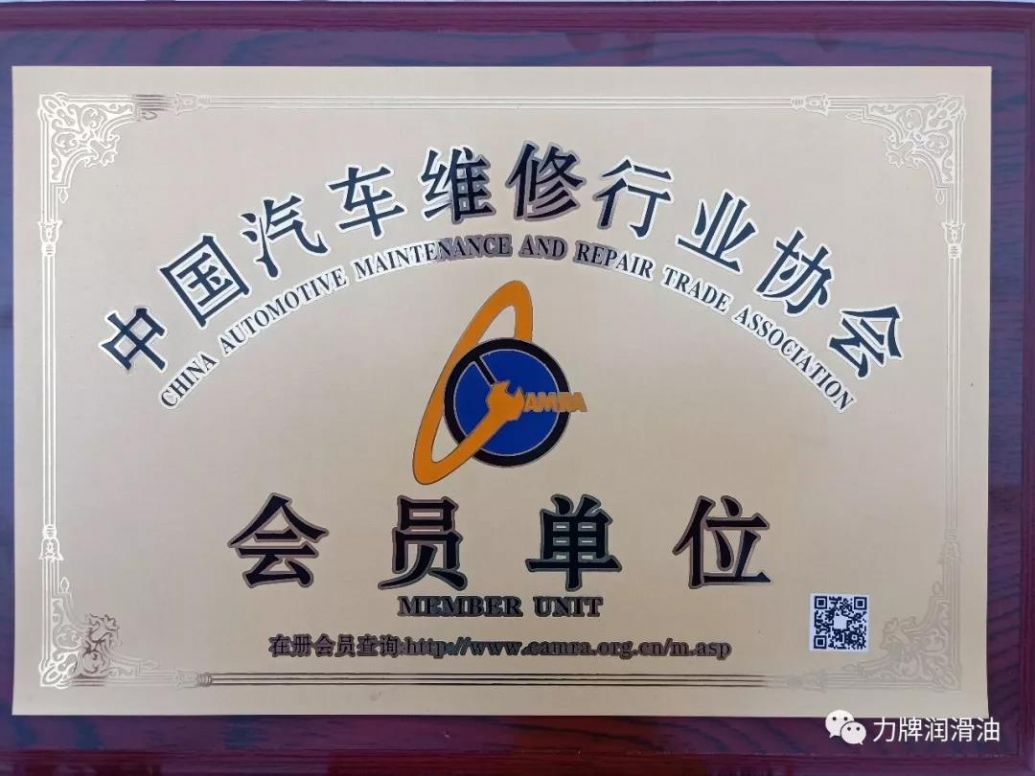 中国汽车维修行业协会
CHINA AUTOMOTIVE MAINTENANCE AND REPAIR TRADE ASSOCIATION
CAMRA
会员单位
MEMBER UNIT
在册会员查询:http://www.camra.org.cn/m.asp
力牌润滑油